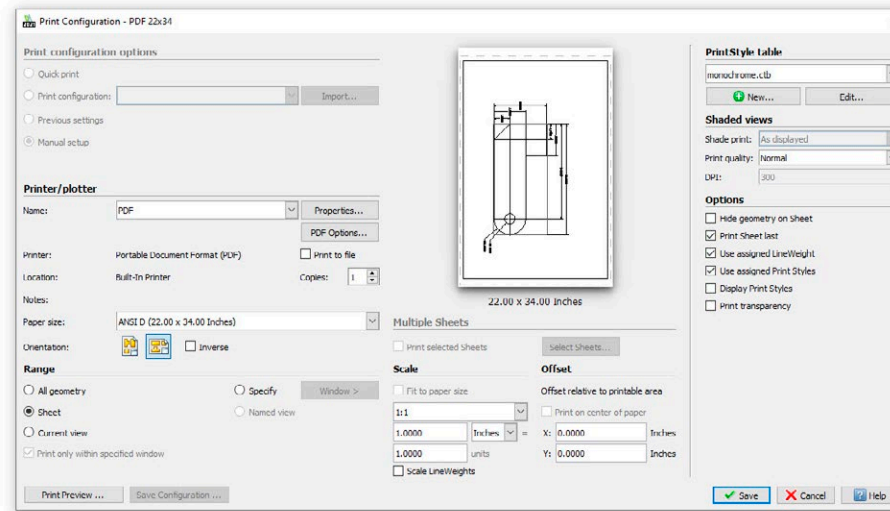 Print Configuration - PDF 22x34
Print configuration options
Quick print
Print configuration:
Import...
Previous settings
Manual setup
Printer/plotter
Name:
PDF
Properties...
PDF Options...
Printer:
Portable Document Format (PDF)
Print to file
Location:
Built-In Printer
Copies:
1
Notes:
Paper size:
ANSI D (22.00 x 34.00 Inches)
Orientation:
Inverse
Range
All geometry
Specify
Window >
Sheet
Named view
Current view
Print only within specified window
Print Preview ...
Save Configuration ...
22.00 x 34.00 Inches
Multiple Sheets
Print selected Sheets
Select Sheets...
Scale
Fit to paper size
1:1
1.0000
Inches
=
1.0000
units
Scale LineWeights
Offset
Offset relative to printable area
Print on center of paper
X: 0.0000 Inches
Y: 0.0000 Inches
PrintStyle table
monochrome.ctb
New...
Edit...
Shaded views
Shade print: As displayed
Print quality: Normal
DPI: 300
Options
Hide geometry on Sheet
Print Sheet last
Use assigned LineWeight
Use assigned Print Styles
Display Print Styles
Print transparency
Save
Cancel
Help